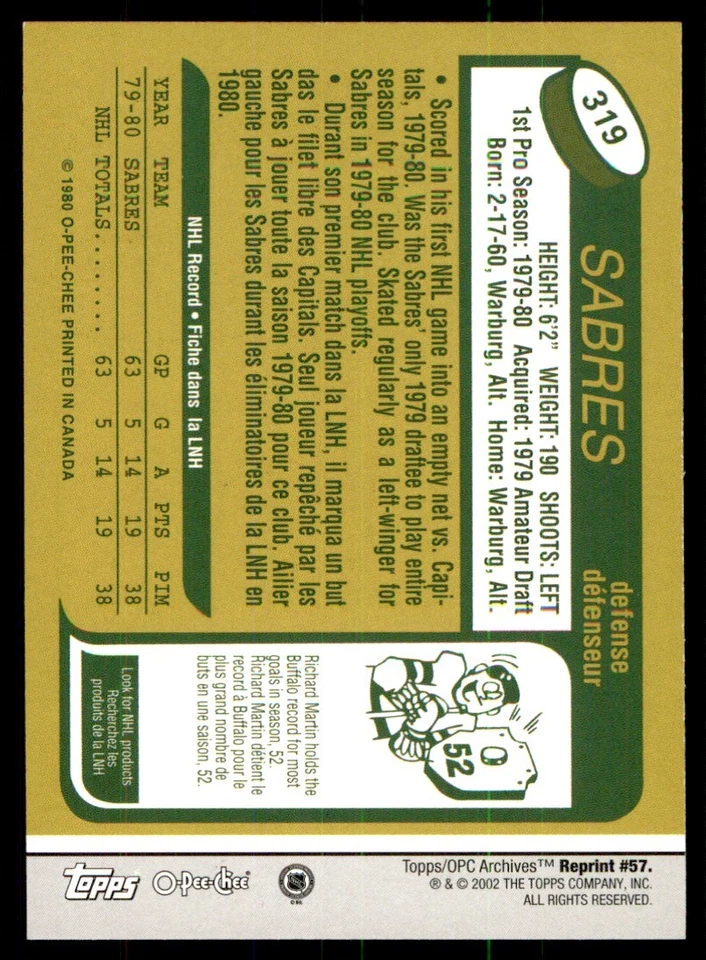 319
SABRES
defense
défenseur
HEIGHT: 6'2" WEIGHT: 190 SHOOTS: LEFT
1st Pro Season: 1979-80 Acquired: 1979 Amateur Draft
Born: 2-17-60, Warburg, Alt. Home: Warburg, Alt.
• Scored in his first NHL game into an empty net vs. Capi-
tals, 1979-80. Was the Sabres' only 1979 draftee to play entire
season for the club. Skated regularly as a left-winger for
Sabres in 1979-80 NHL playoffs.
• Durant son premier match dans la LNH, il marqua un but
das le filet libre des Capitals. Seul joueur repêché par les
Sabres à jouer toute la saison 1979-80 pour ce club. Ailier
gauche pour les Sabres durant les éliminatoires de la LNH en
1980.
NHL Record • Fiche dans la LNH
YEAR TEAM GP G A PTS PIM
79-80 SABRES 63 5 14 19 38
NHL TOTALS......... 63 5 14 19 38
© 1980 O-PEE-CHEE PRINTED IN CANADA
52
Richard Martin holds the
Buffalo record for most
goals in season, 52.
Richard Martin détient le
record à Buffalo pour le
plus grand nombre de
buts en une saison, 52.
Look for NHL products
Recherchez les
produits de la LNH
Topps
O-Pee-Chee
NHL
Topps/OPC Archives™ Reprint #57.
® & © 2002 THE TOPPS COMPANY, INC.
ALL RIGHTS RESERVED.